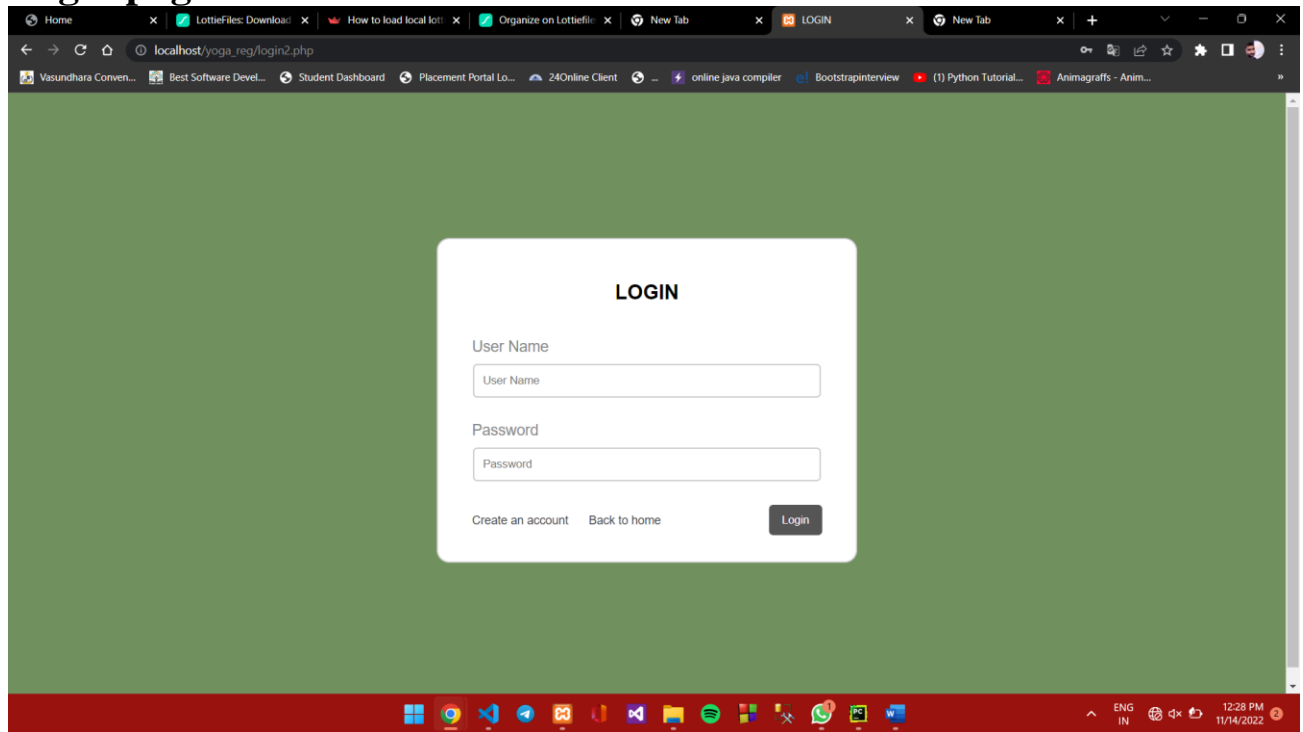 Home LottieFiles: Download How to load local lott Organize on Lottiefile New Tab LOGIN New Tab
localhost/yoga_reg/login2.php
Vasundhara Conven... Best Software Devel... Student Dashboard Placement Portal Lo... 24Online Client ... online java compiler Bootstrapinterview (1) Python Tutorial... Animagraffs - Anim... »
LOGIN
User Name
User Name
Password
Password
Create an account Back to home Login
ENG 12:28 PM
IN 11/14/2022 2